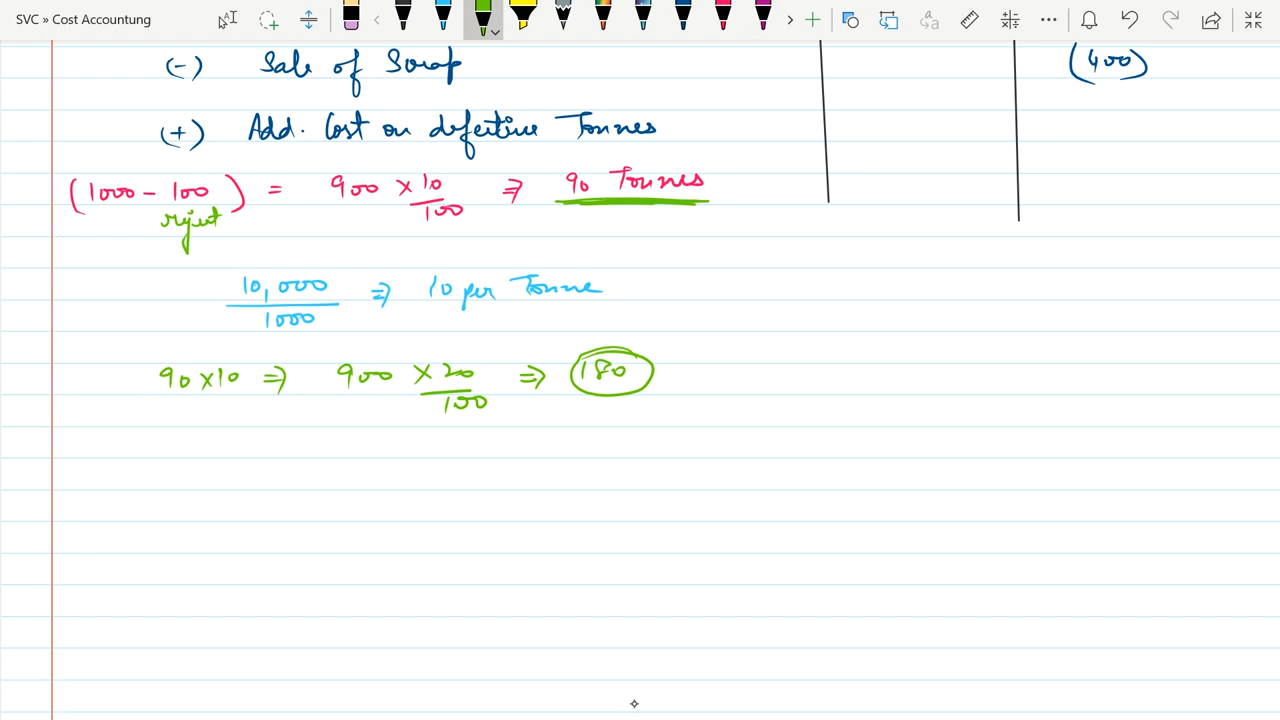 SVC » Cost Accountung
(-) Sale of Scrap (400)
(+) Add. Cost on defective Tonnes
(1000 - 100 reject) = 900 × 10/100 ⇒ 90 Tonnes
10,000/1000 ⇒ 10 per Tonne
90 × 10 ⇒ 900 × 20/100 ⇒ 180